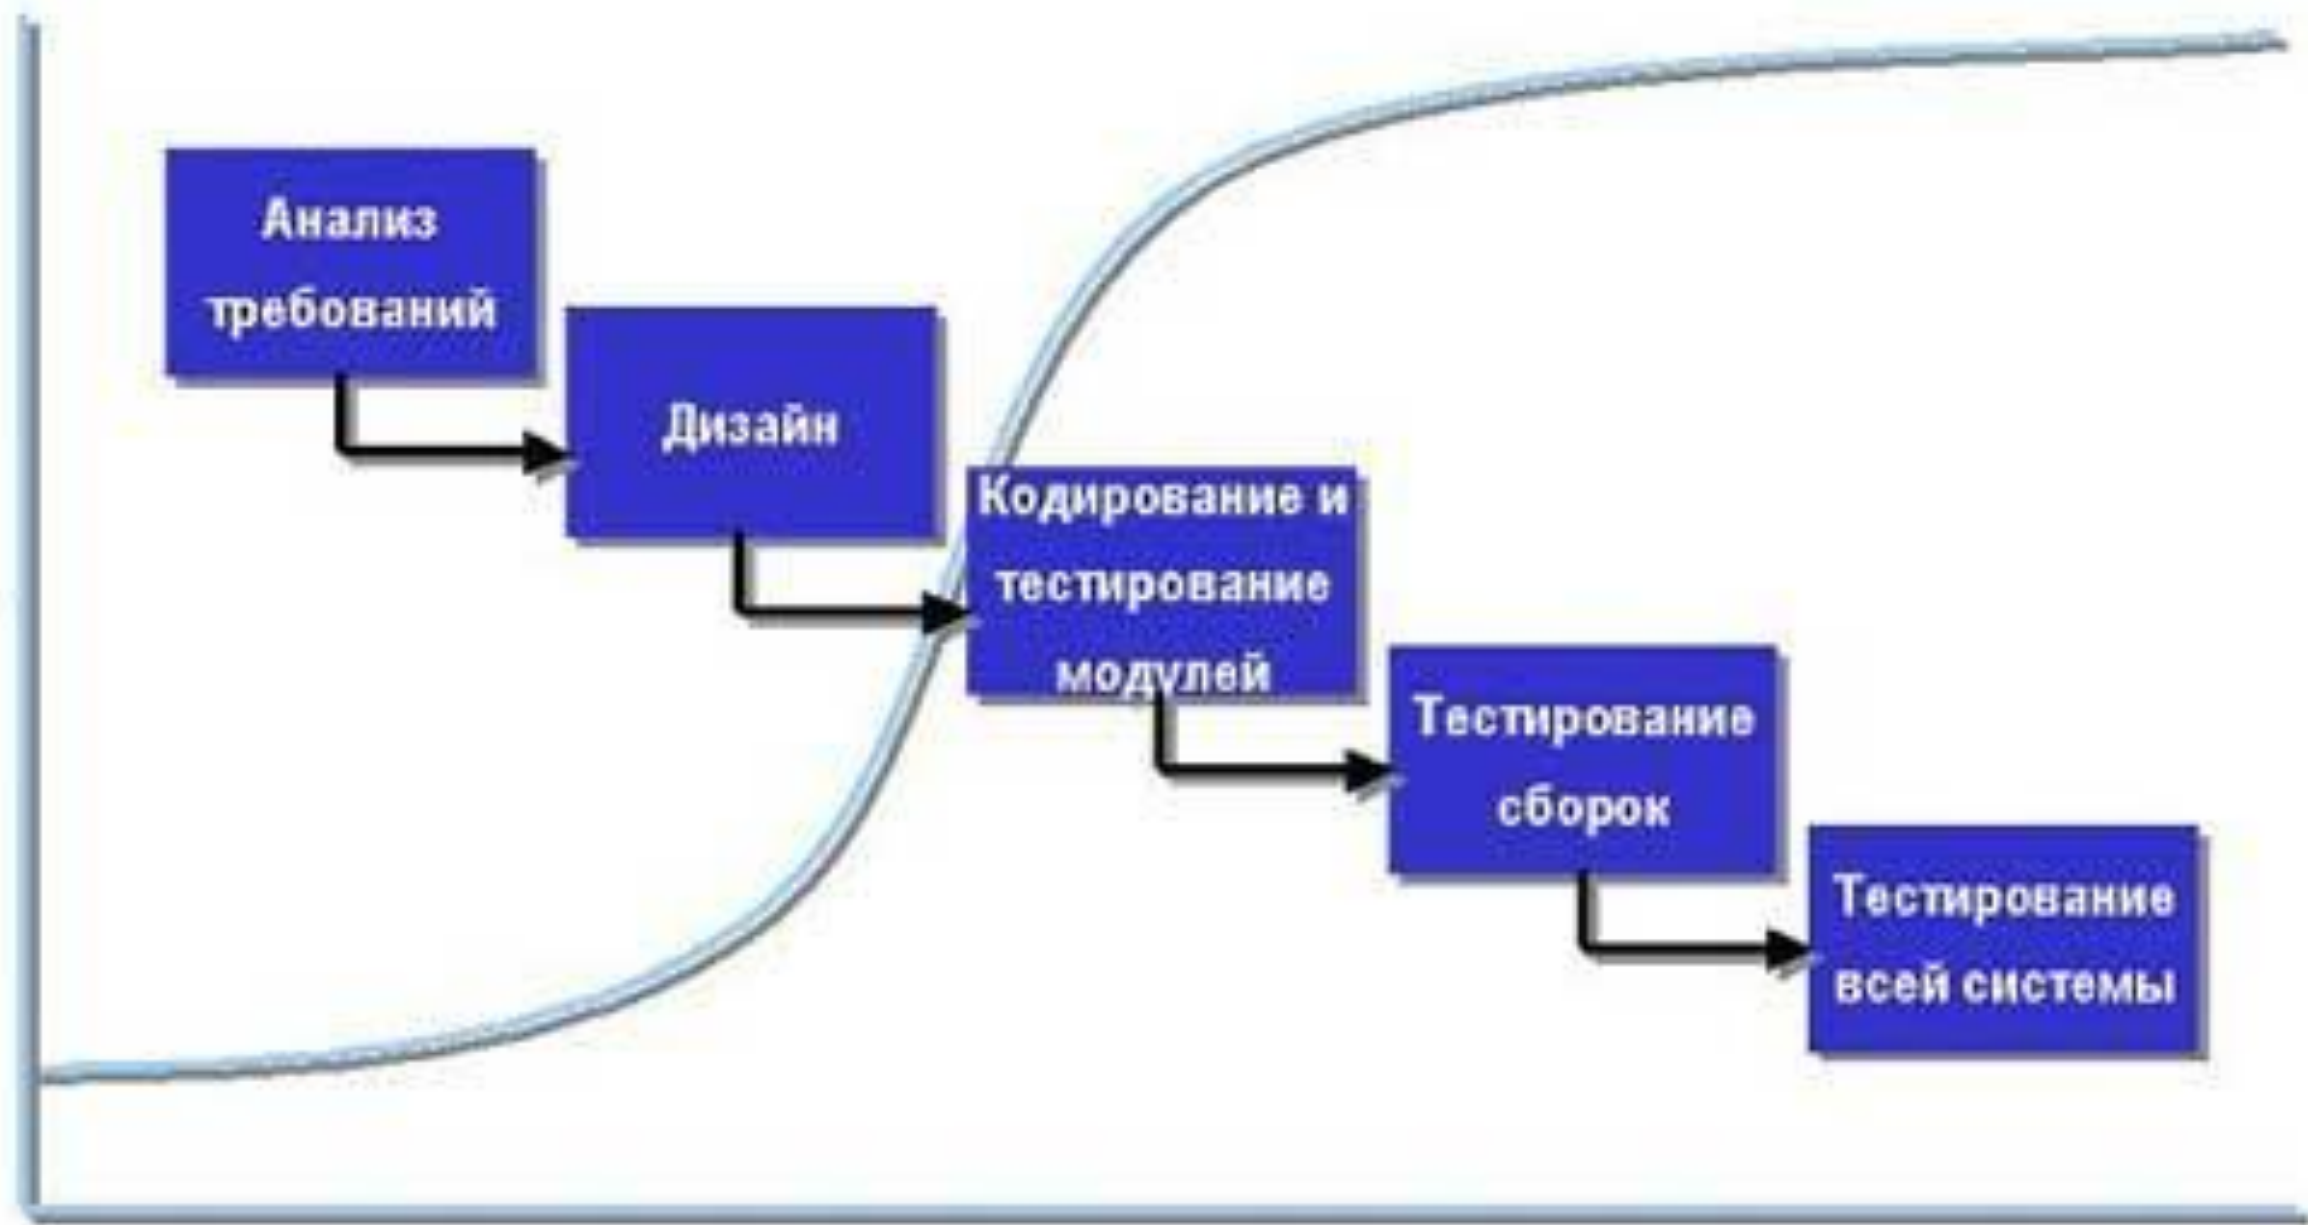 Анализ
требований
Дизайн
Кодирование и
тестирование
модулей
Тестирование
сборок
Тестирование
всей системы